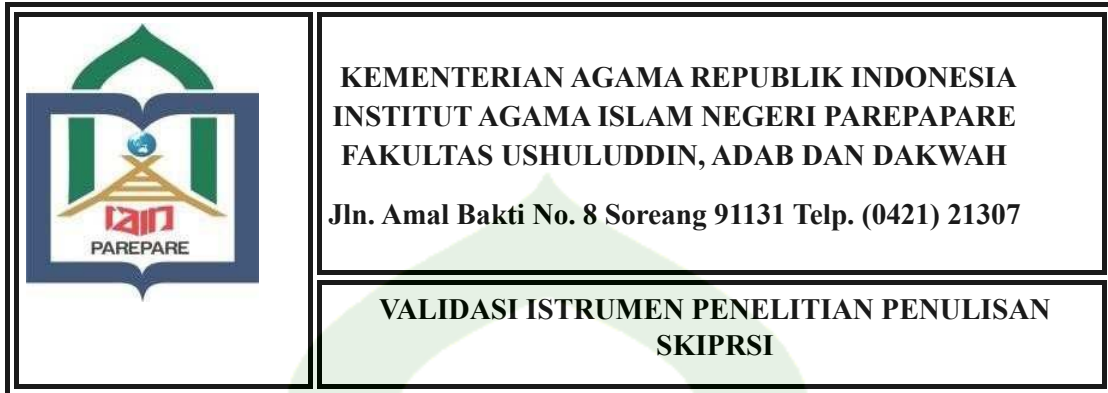 iain
PAREPARE
KEMENTERIAN AGAMA REPUBLIK INDONESIA
INSTITUT AGAMA ISLAM NEGERI PAREPAPARE
FAKULTAS USHULUDDIN, ADAB DAN DAKWAH
Jln. Amal Bakti No. 8 Soreang 91131 Telp. (0421) 21307
VALIDASI ISTRUMEN PENELITIAN PENULISAN
SKIPRSI